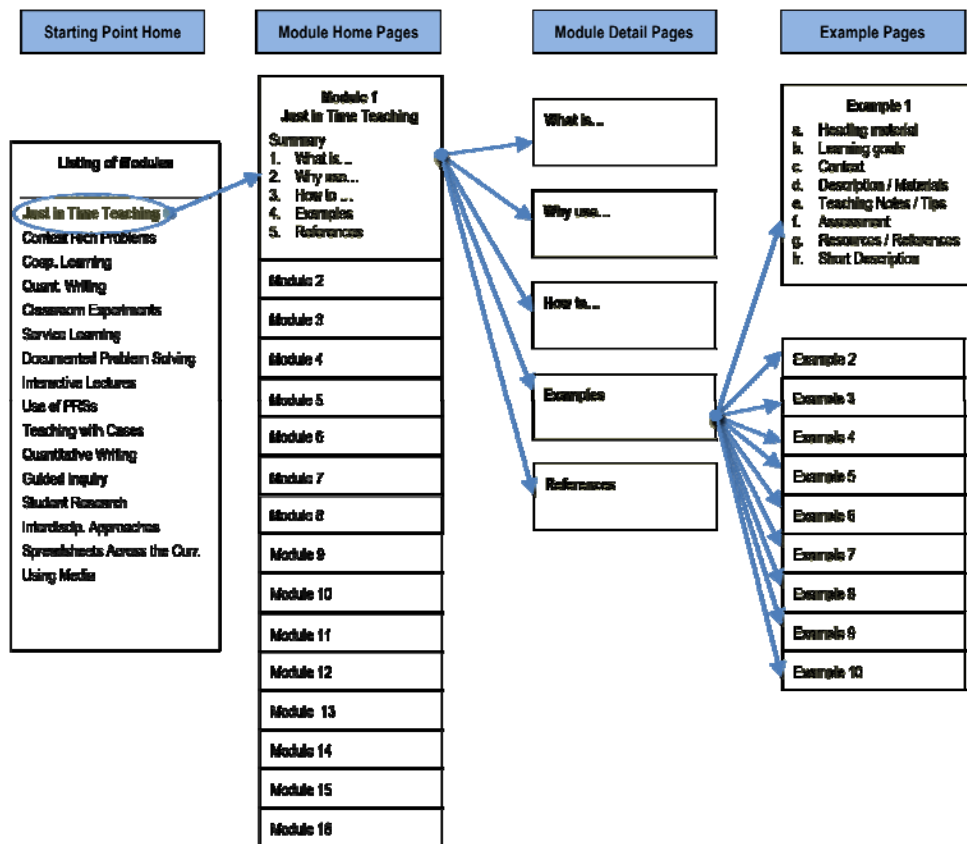 Starting Point Home
Module Home Pages
Module Detail Pages
Example Pages
Listing of Modules
Just in Time Teaching
Context Rich Problems
Coop. Learning
Quant. Writing
Classroom Experiments
Service Learning
Documented Problem Solving
Interactive Lectures
Use of PRSs
Teaching with Cases
Quantitative Writing
Guided Inquiry
Student Research
Interdiscip. Approaches
Spreadsheets Across the Curr.
Using Media
Module 1
Just in Time Teaching
Summary
1. What is...
2. Why use...
3. How to ...
4. Examples
5. References
Module 2
Module 3
Module 4
Module 5
Module 6
Module 7
Module 8
Module 9
Module 10
Module 11
Module 12
Module 13
Module 14
Module 15
Module 16
What is...
Why use...
How to...
Examples
References
Example 1
a. Heading material
b. Learning goals
c. Context
d. Description / Materials
e. Teaching Notes / Tips
f. Assessment
g. Resources / References
h. Short Description
Example 2
Example 3
Example 4
Example 5
Example 6
Example 7
Example 8
Example 9
Example 10